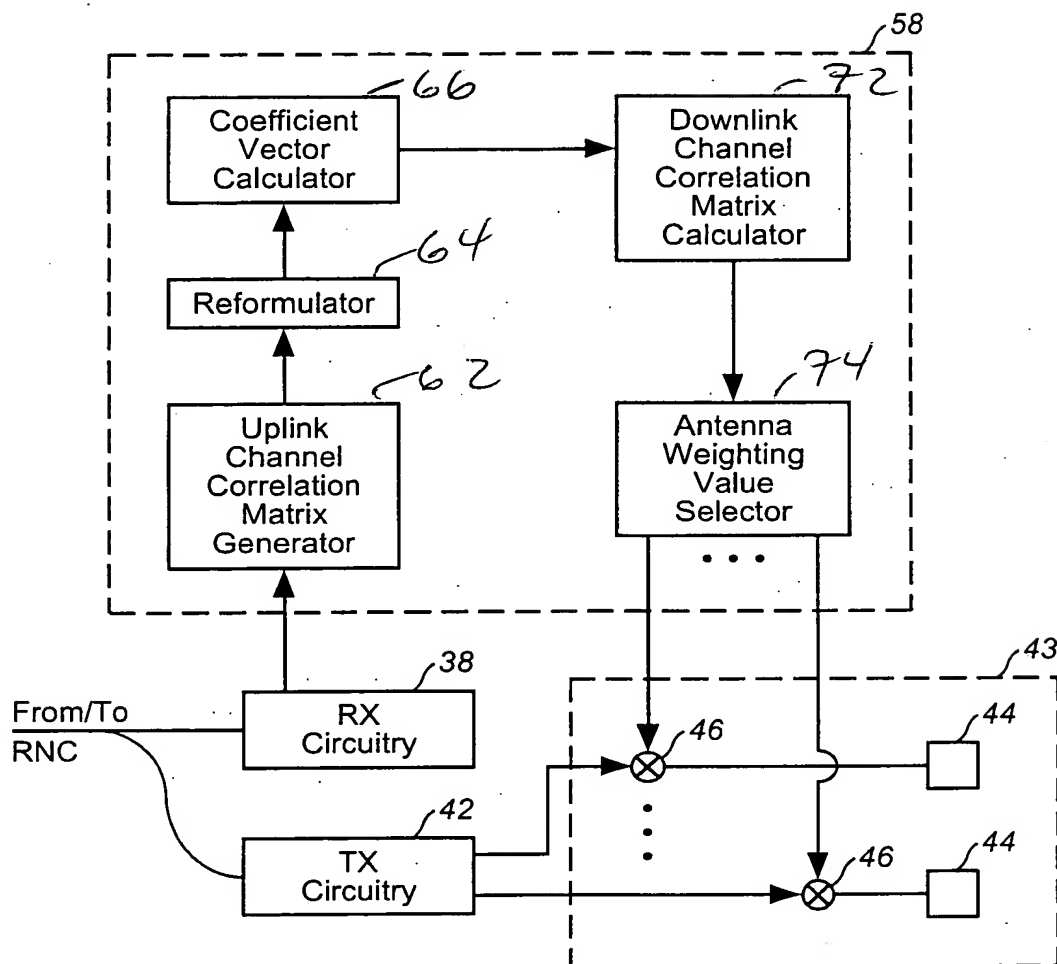 58
66
72
Coefficient
Vector
Calculator
Downlink
Channel
Correlation
Matrix
Calculator
64
Reformulator
62
74
Uplink
Channel
Correlation
Matrix
Generator
Antenna
Weighting
Value
Selector
38
43
From/To
RNC
RX
Circuitry
46
44
42
TX
Circuitry
46
44